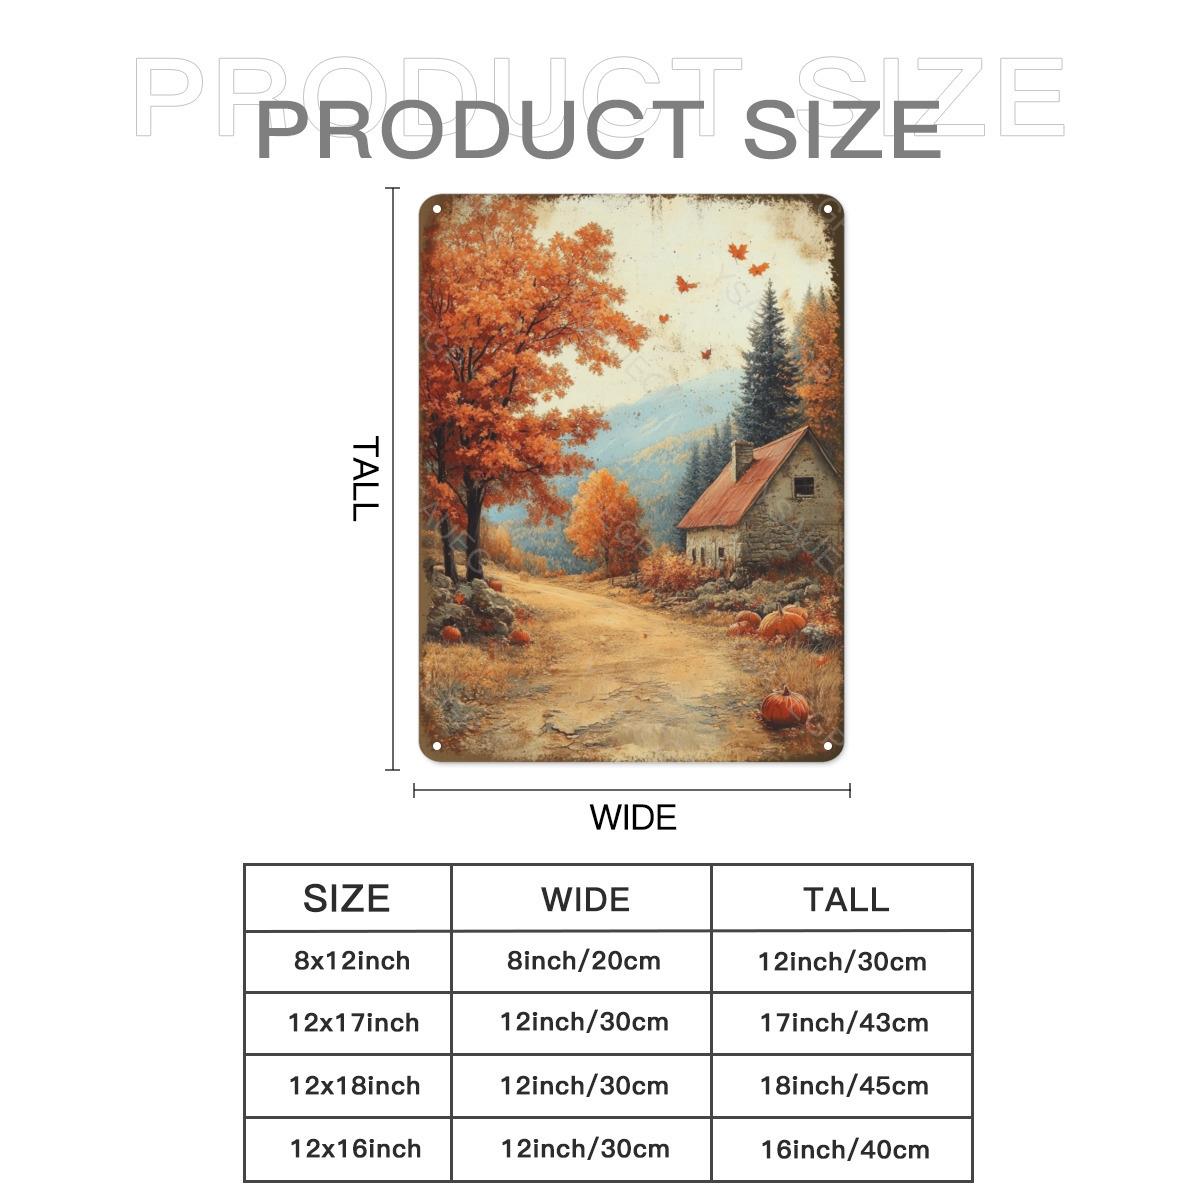 PRODUCT SIZE
PRODUCT SIZE
TALL
WIDE
SIZE WIDE TALL
8x12inch 8inch/20cm 12inch/30cm
12x17inch 12inch/30cm 17inch/43cm
12x18inch 12inch/30cm 18inch/45cm
12x16inch 12inch/30cm 16inch/40cm